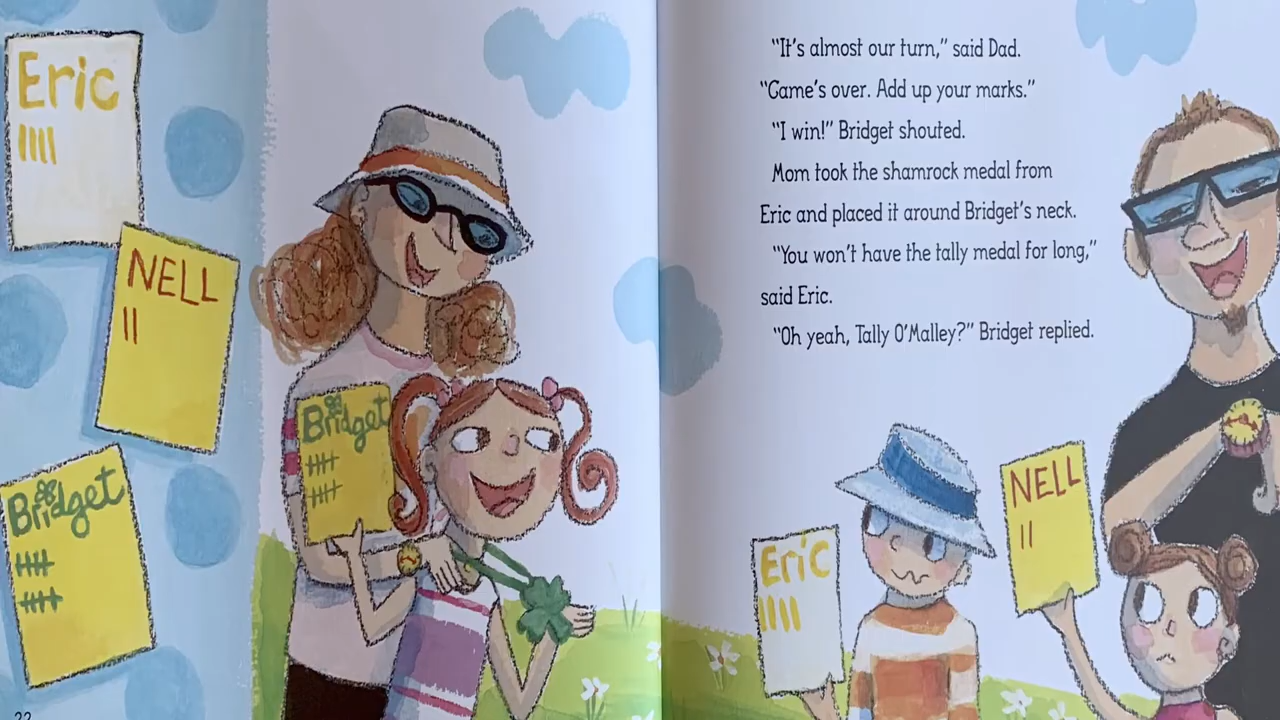 Eric
NELL
Bridget
Bridget
"It's almost our turn," said Dad.
"Game's over. Add up your marks."
"I win!" Bridget shouted.
Mom took the shamrock medal from
Eric and placed it around Bridget's neck.
"You won't have the tally medal for long,"
said Eric.
"Oh yeah, Tally O'Malley?" Bridget replied.
Eric
NELL